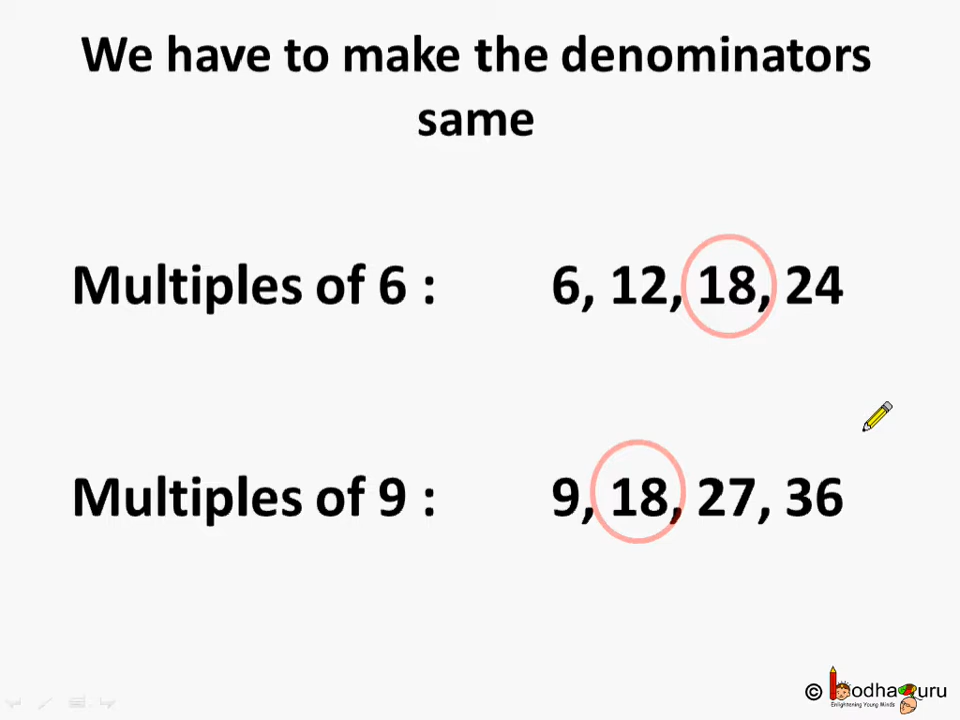 We have to make the denominators
same
Multiples of 6 : 6, 12, 18, 24
Multiples of 9 : 9, 18, 27, 36
© bodhaguru
Enlightening Young Minds